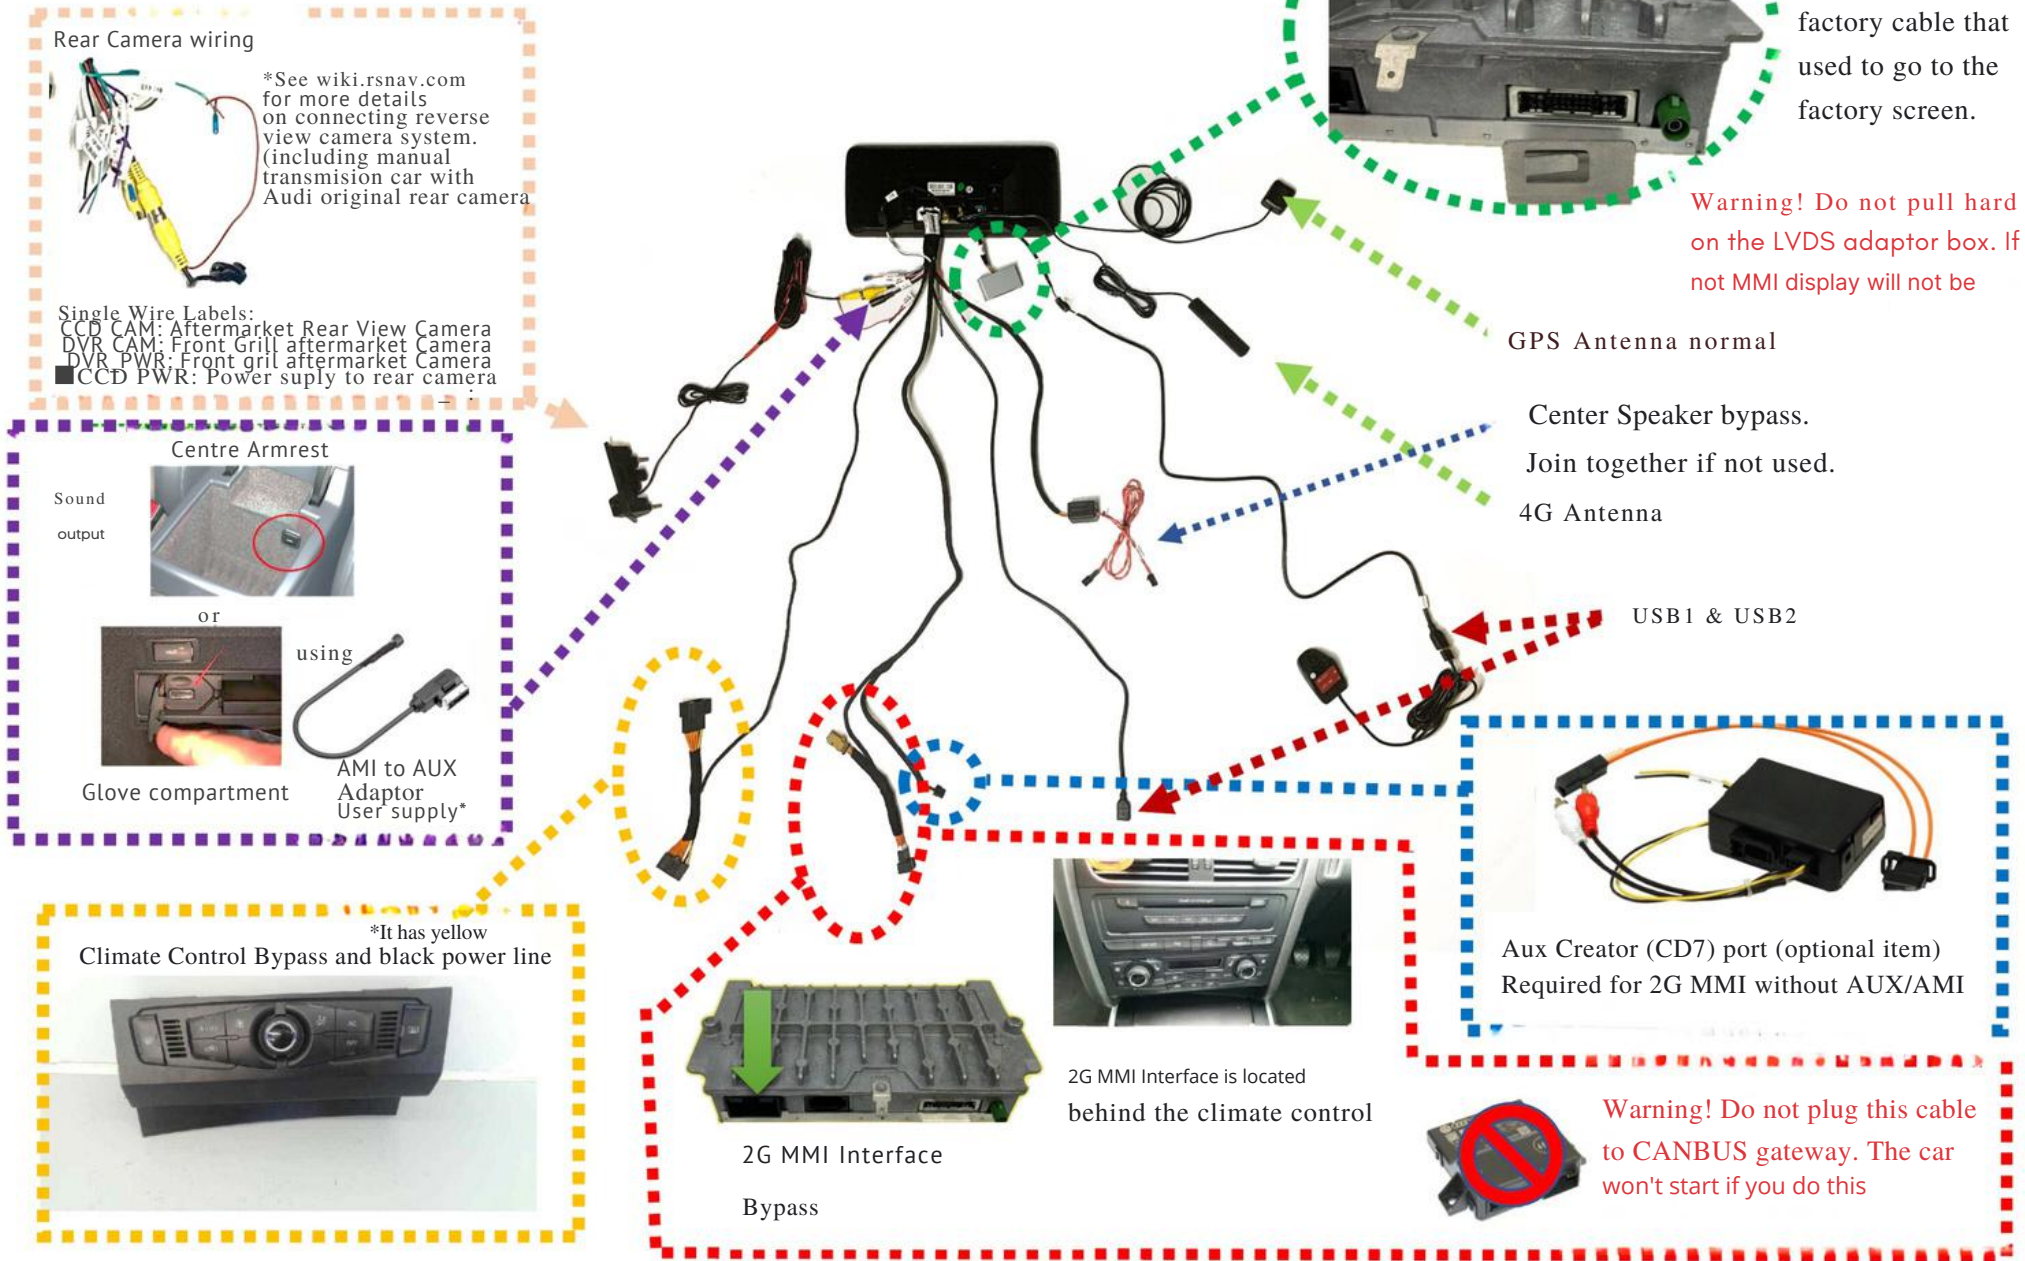 Rear Camera wiring
*See wiki.rsnav.com
for more details
on connecting reverse
view camera system.
(including manual
transmision car with
Audi original rear camera
Single Wire Labels:
CCD CAM: Aftermarket Rear View Camera
DVR CAM: Front Grill aftermarket Camera
DVR PWR: Front gril aftermarket Camera
CCD PWR: Power suply to rear camera
factory cable that
used to go to the
factory screen.
Warning! Do not pull hard
on the LVDS adaptor box. If
not MMI display will not be
GPS Antenna normal
Center Speaker bypass.
Join together if not used.
4G Antenna
USB1 & USB2
Centre Armrest
Sound
output
or
using
Glove compartment
AMI to AUX
Adaptor
User supply*
*It has yellow
Climate Control Bypass and black power line
2G MMI Interface
Bypass
2G MMI Interface is located
behind the climate control
Aux Creator (CD7) port (optional item)
Required for 2G MMI without AUX/AMI
Warning! Do not plug this cable
to CANBUS gateway. The car
won't start if you do this